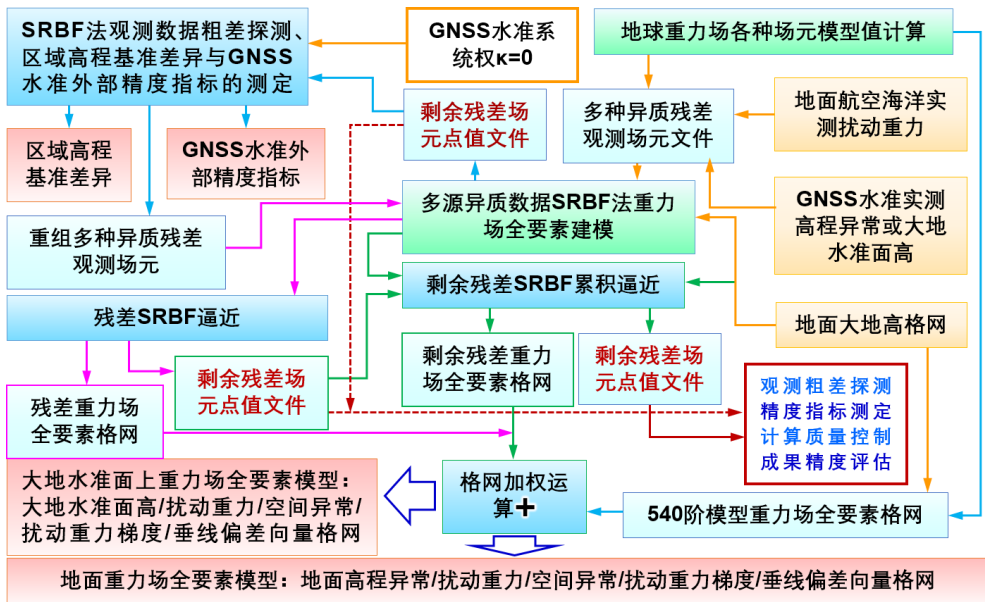 SRBF法观测数据粗差探测、
区域高程基准差异与GNSS
水准外部精度指标的测定
GNSS水准系
统权κ=0
地球重力场各种场元模型值计算
剩余残差场
元点值文件
多种异质残差
观测场元文件
地面航空海洋实
测扰动重力
区域高程
基准差异
GNSS水准外
部精度指标
多源异质数据SRBF法重力
场全要素建模
GNSS水准实测
高程异常或大地
水准面高
重组多种异质残差
观测场元
剩余残差SRBF累积逼近
残差SRBF逼近
地面大地高格网
剩余残差场
元点值文件
剩余残差重力
场全要素格网
剩余残差场
元点值文件
观测粗差探测
精度指标测定
计算质量控制
成果精度评估
残差重力场
全要素格网
大地水准面上重力场全要素模型：
大地水准面高/扰动重力/空间异常/
扰动重力梯度/垂线偏差向量格网
格网加权运
算+
540阶模型重力场全要素格网
地面重力场全要素模型：地面高程异常/扰动重力/空间异常/扰动重力梯度/垂线偏差向量格网